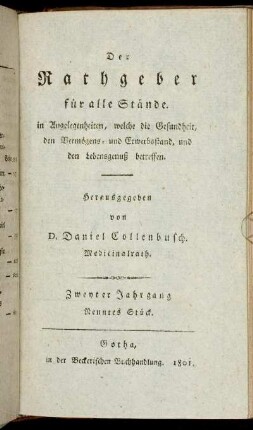 Der
Rathgeber
für alle Stände
in Angelegenheiten, welche die Gesundheit,
den Vermögens- und Erwerbsstand, und
den Lebensgenuß betreffen.
Herausgegeben
von
D. Daniel Collenbusch.
Medicinalrath.
Zweyter Jahrgang
Neuntes Stück.
Gotha,
in der Beckerischen Buchhandlung. 1801.